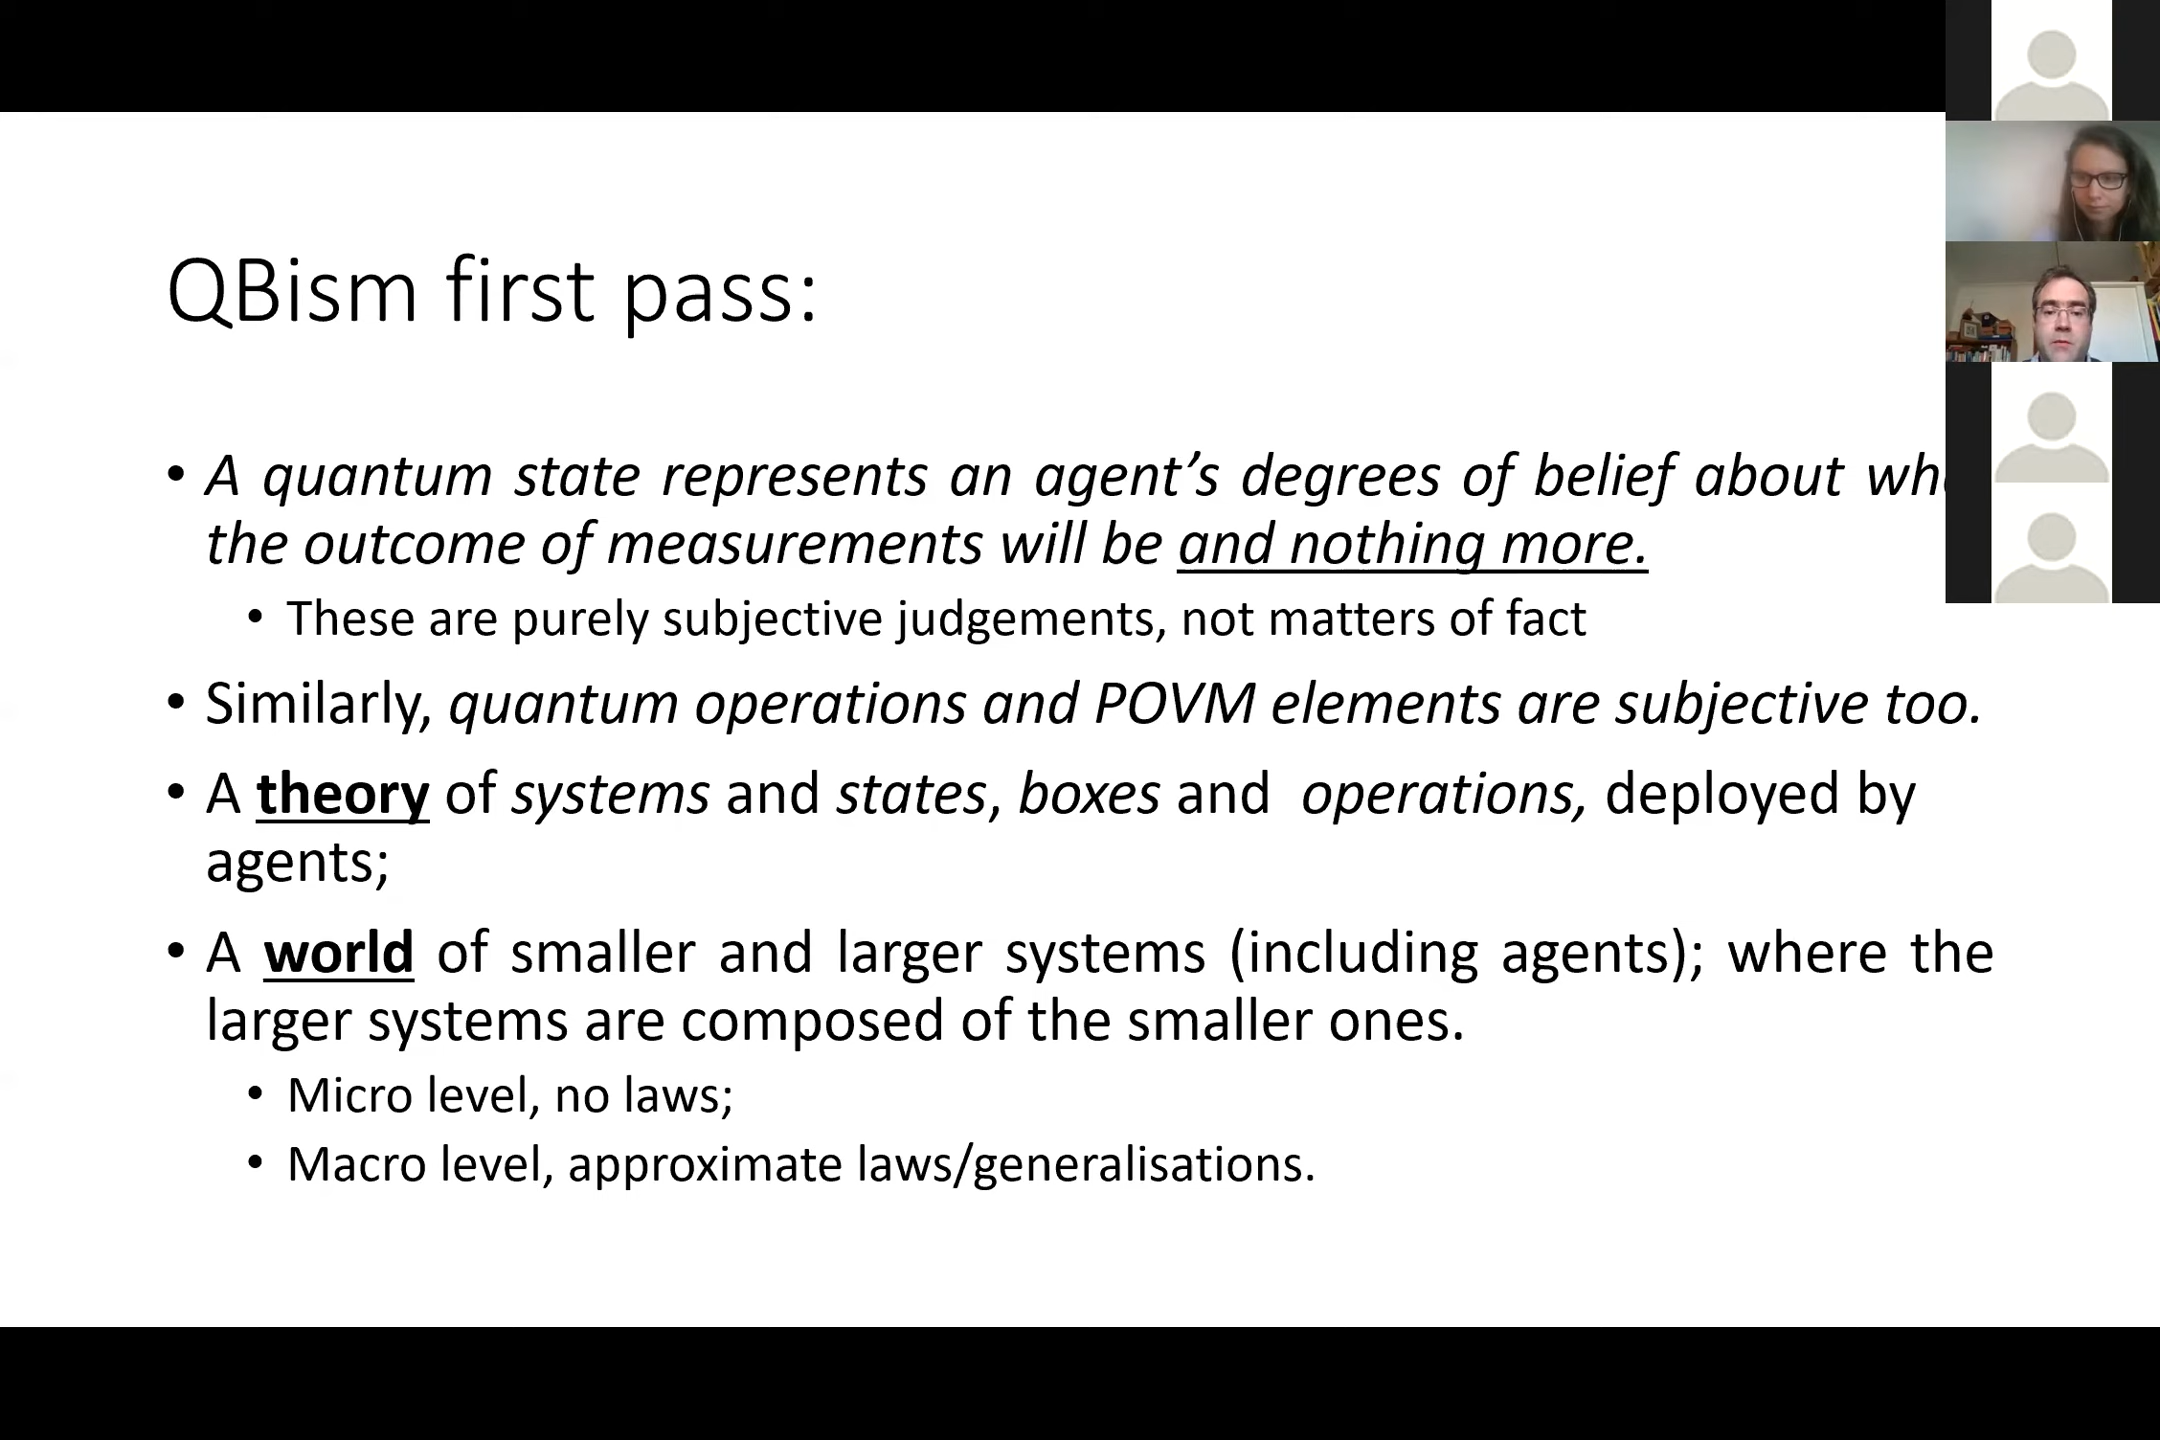 QBism first pass:
• A quantum state represents an agent’s degrees of belief about
the outcome of measurements will be and nothing more.
• These are purely subjective judgements, not matters of fact
• Similarly, quantum operations and POVM elements are subjective too.
• A theory of systems and states, boxes and operations, deployed by
agents;
• A world of smaller and larger systems (including agents); where the
larger systems are composed of the smaller ones.
• Micro level, no laws;
• Macro level, approximate laws/generalisations.